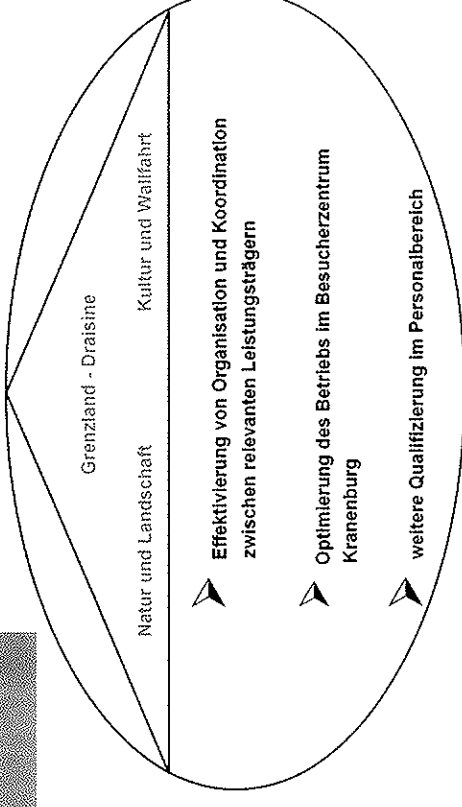 Grenzland - Draisine
Natur und Landschaft
Kultur und Wallfahrt
Effektivierung von Organisation und Koordination
zwischen relevanten Leistungsträgern
Optimierung des Betriebs im Besucherzentrum
Kranenburg
weitere Qualifizierung im Personalbereich